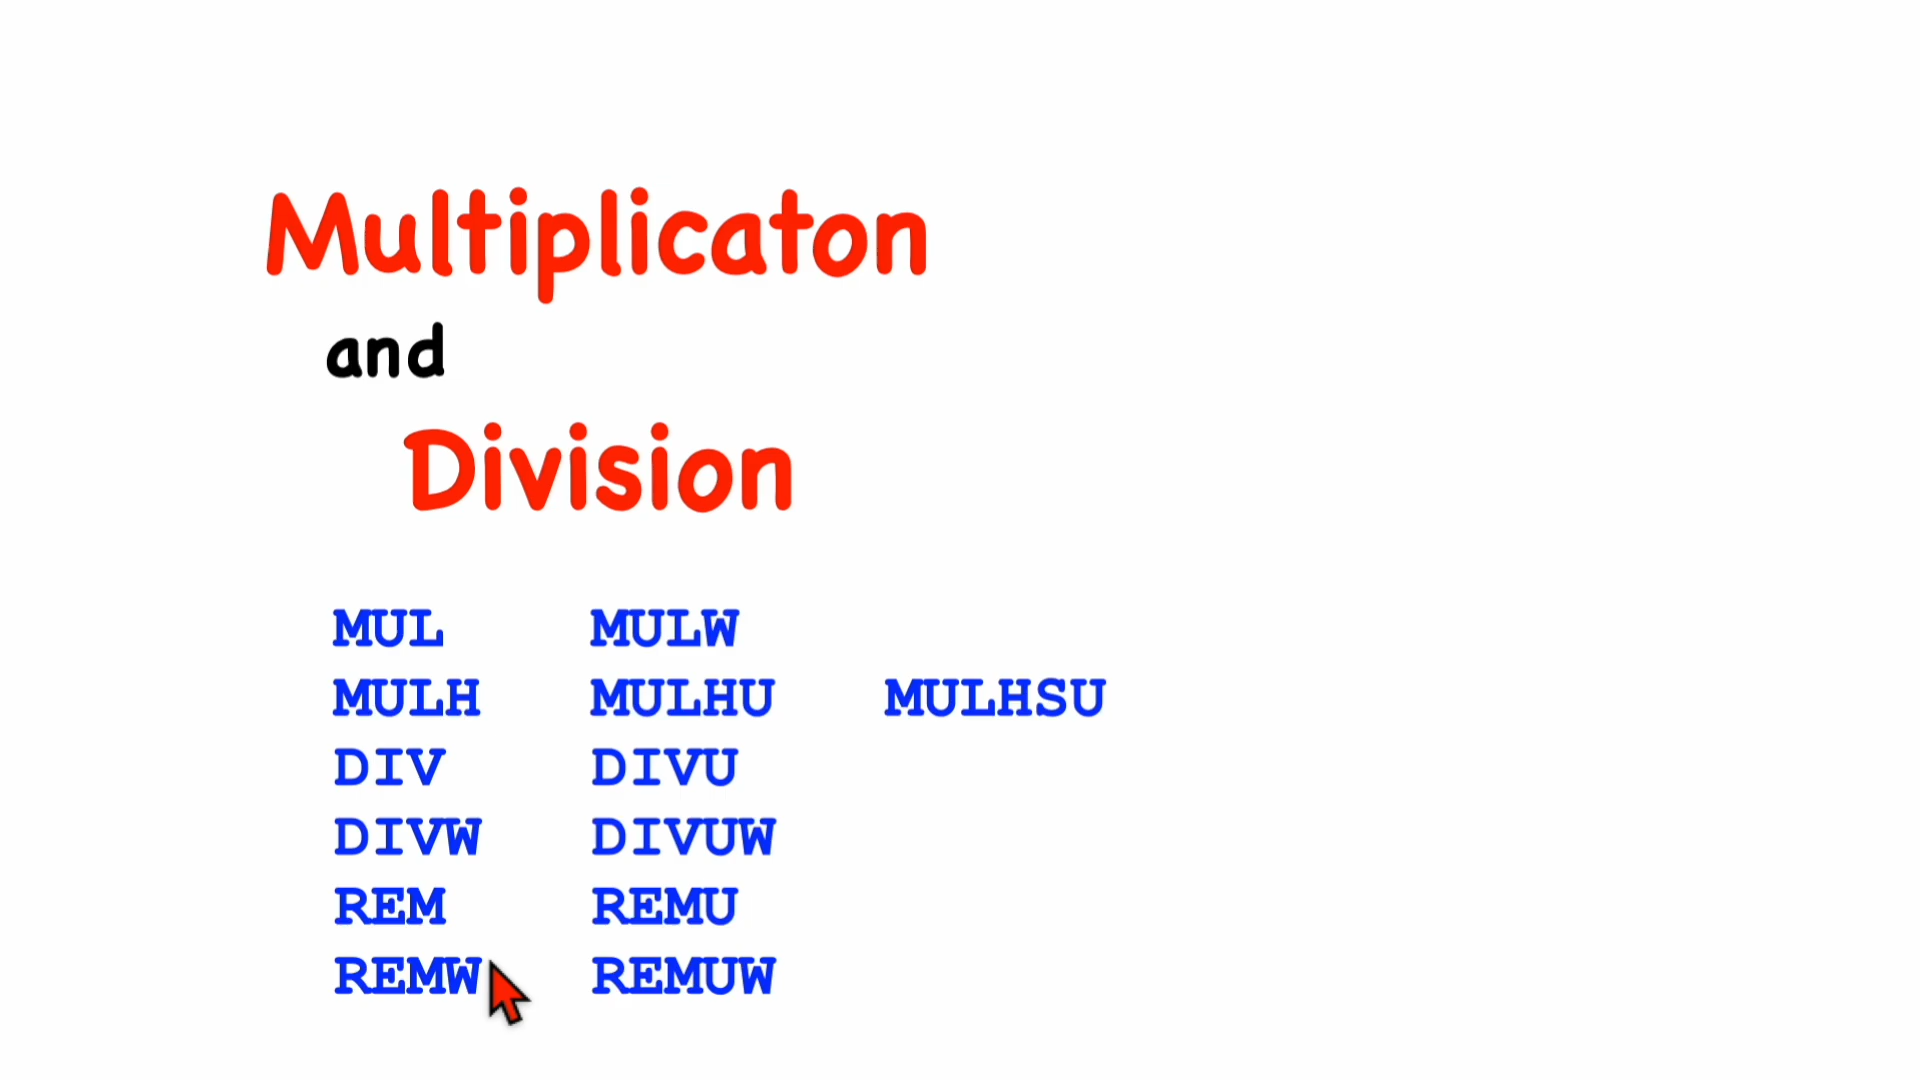 Multiplicaton
and
Division
MUL MULW
MULH MULHU MULHSU
DIV DIVU
DIVW DIVUW
REM REMU
REMW REMUW